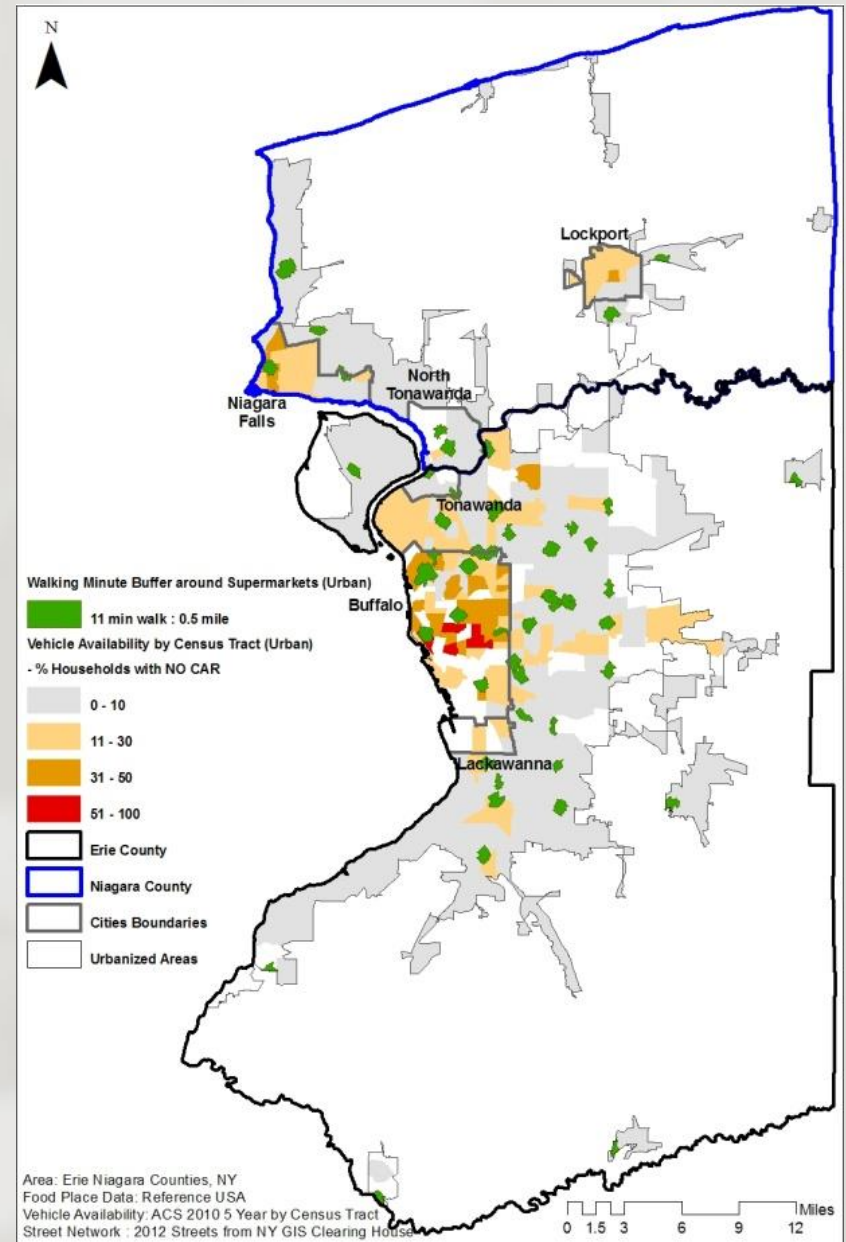 N
Lockport
North
Tonawanda
Niagara
Falls
Tonawanda
Buffalo
Lackawanna
Walking Minute Buffer around Supermarkets (Urban)
11 min walk : 0.5 mile
Vehicle Availability by Census Tract (Urban)
- % Households with NO CAR
0 - 10
11 - 30
31 - 50
51 - 100
Erie County
Niagara County
Cities Boundaries
Urbanized Areas
Area: Erie Niagara Counties, NY
Food Place Data: Reference USA
Vehicle Availability: ACS 2010 5 Year by Census Tract
Street Network : 2012 Streets from NY GIS Clearing House
Miles
0 1.5 3 6 9 12